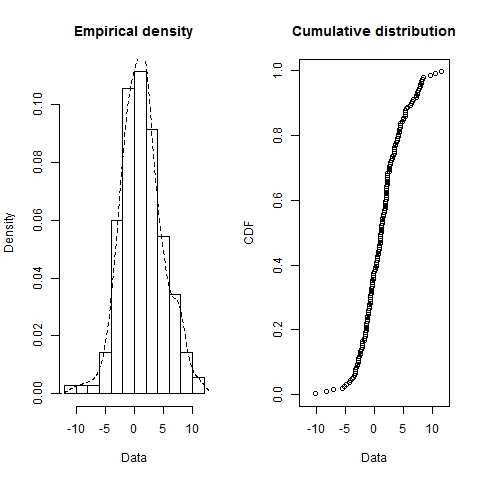 Empirical density
Density
0.00 0.02 0.04 0.06 0.08 0.10
-10 -5 0 5 10
Data
Cumulative distribution
CDF
0.0 0.2 0.4 0.6 0.8 1.0
-10 -5 0 5 10
Data